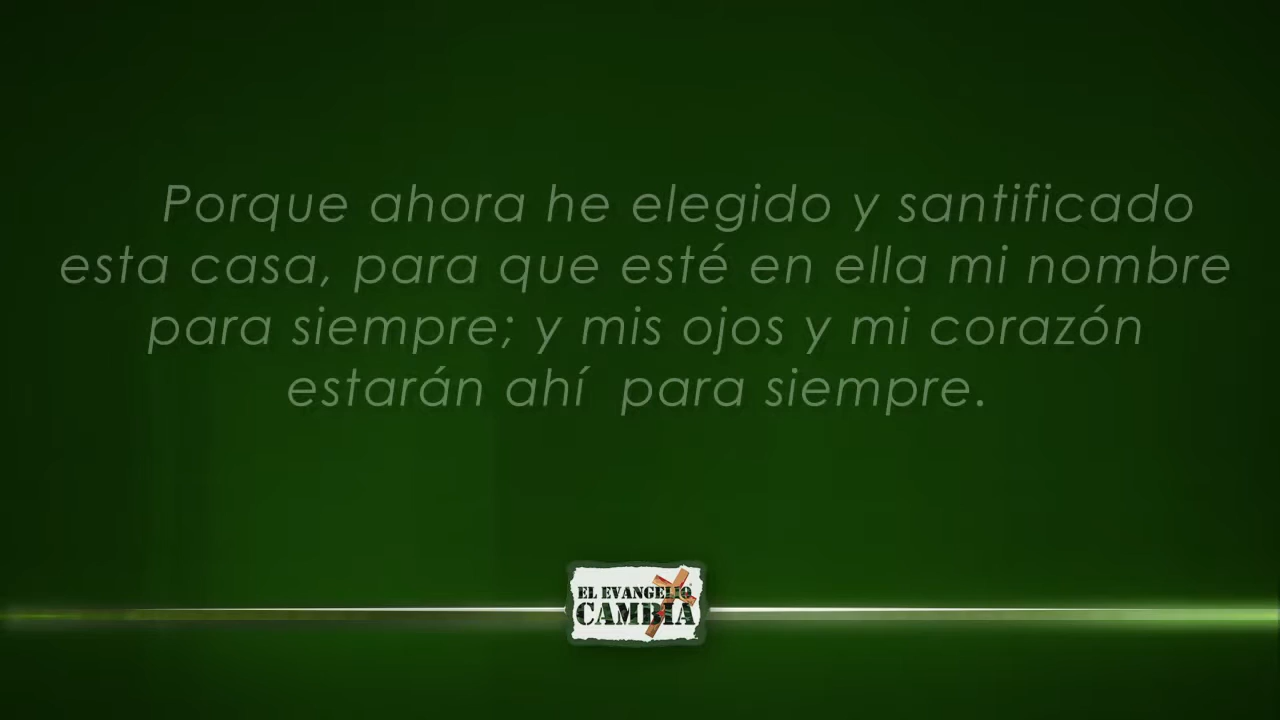 Porque ahora he elegido y santificado
esta casa, para que esté en ella mi nombre
para siempre; y mis ojos y mi corazón
estarán ahí  para siempre.
EL EVANGELIO
CAMBIA